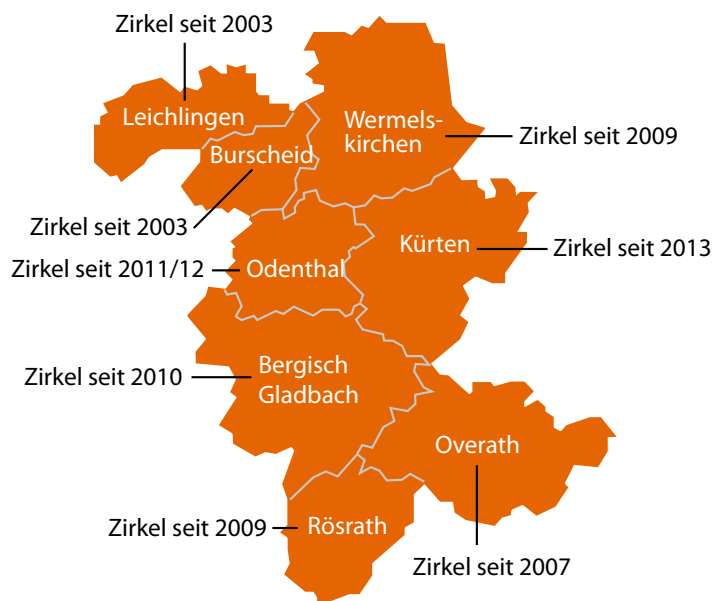 Zirkel seit 2003
Leichlingen
Wermels-
kirchen
Zirkel seit 2009
Burscheid
Zirkel seit 2003
Kürten
Zirkel seit 2013
Zirkel seit 2011/12
Odenthal
Bergisch
Gladbach
Zirkel seit 2010
Overath
Zirkel seit 2009
Rösrath
Zirkel seit 2007